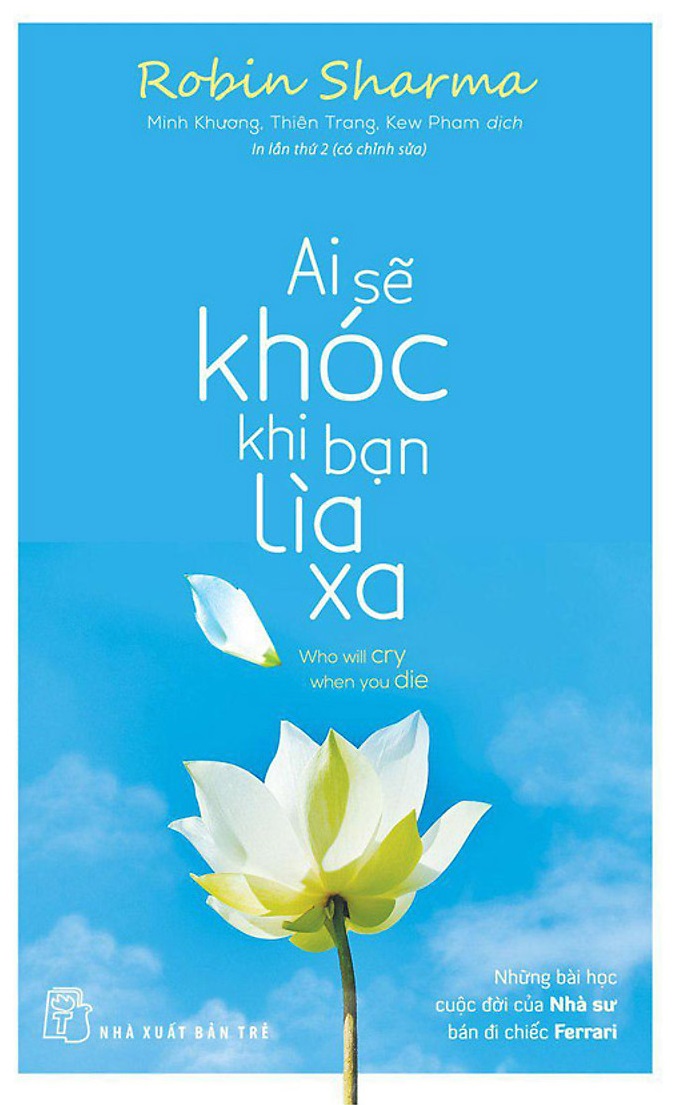 Robin Sharma
Minh Khương, Thiên Trang, Kew Pham dịch
In lần thứ 2 (có chỉnh sửa)
Ai sẽ
khóc
khi bạn
lìa
xa
Who will cry
when you die
Những bài học
cuộc đời của Nhà sư
bán đi chiếc Ferrari
T
NHÀ XUẤT BẢN TRẺ